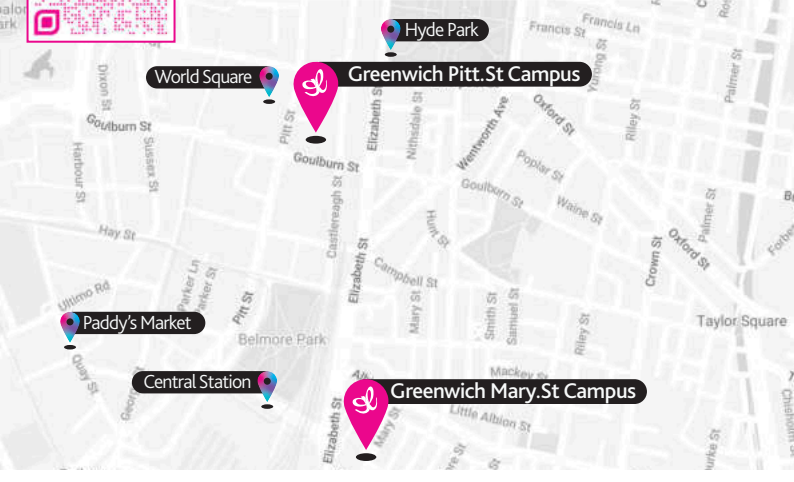 Hyde Park
Francis St
Francis Ln
World Square
Greenwich Pitt.St Campus
Yurong St
Palmer St
Dixon St
Goulburn St
Sussex St
Harbour St
Pitt St
Elizabeth St
Nithsdale St
Wentworth Ave
Oxford St
Riley St
Goulburn St
Poplar St
Goulburn St
Waine St
Castlereagh St
Hunt St
Palmer St
Hay St
Elizabeth St
Campbell St
Crown St
Oxford St
Ultimo Rd
Parker Ln
Parker St
Pitt St
Mary St
Smith St
Samuel St
Riley St
Taylor Square
Paddy's Market
Belmore Park
Quay St
Central Station
Mackey St
Greenwich Mary.St Campus
Elizabeth St
Mary St
Little Albion St